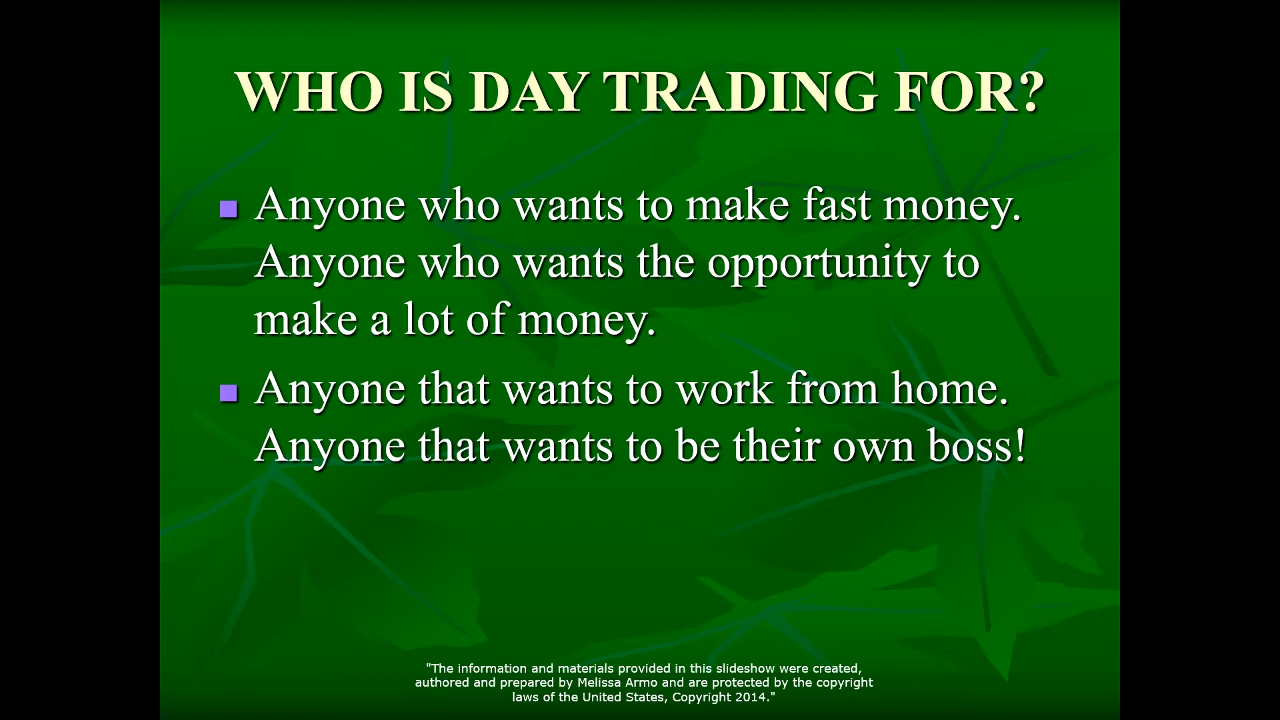 WHO IS DAY TRADING FOR?
Anyone who wants to make fast money.
Anyone who wants the opportunity to
make a lot of money.
Anyone that wants to work from home.
Anyone that wants to be their own boss!
"The information and materials provided in this slideshow were created,
authored and prepared by Melissa Armo and are protected by the copyright
laws of the United States, Copyright 2014."